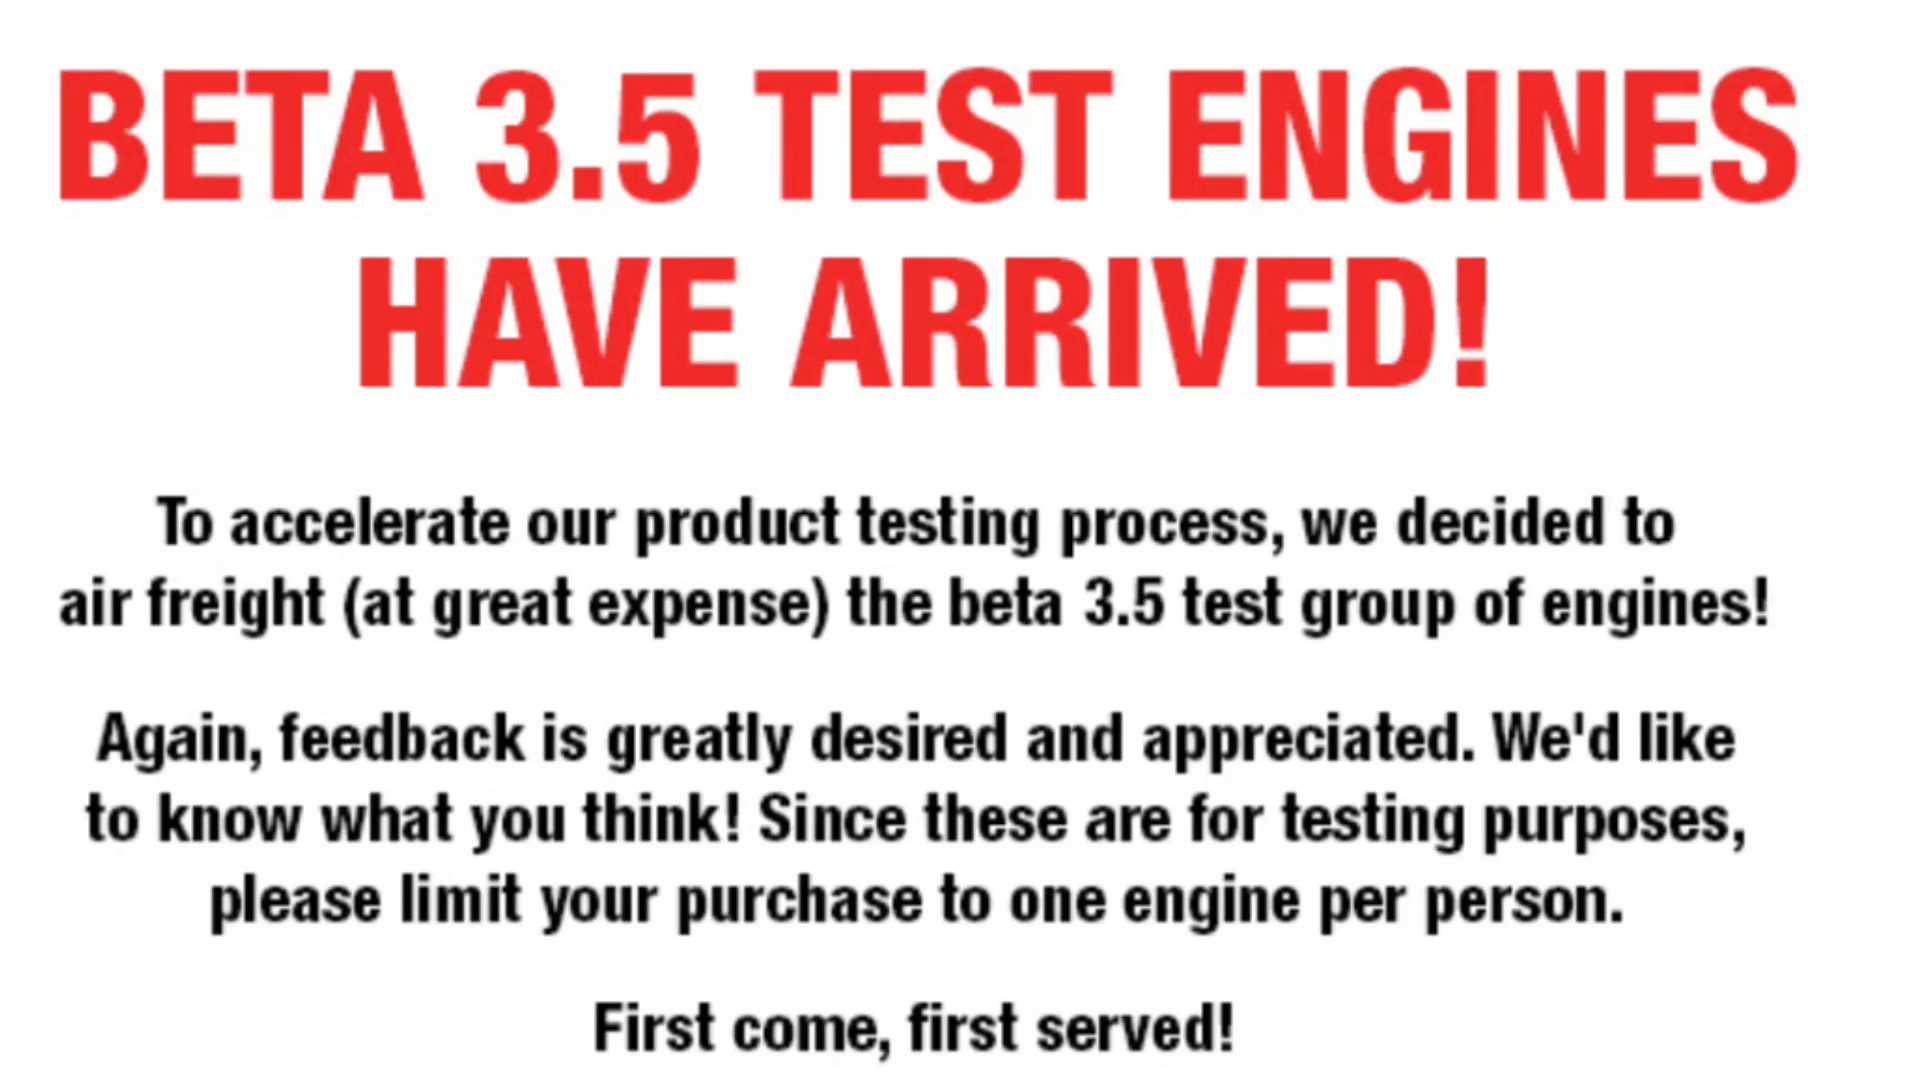 BETA 3.5 TEST ENGINES
HAVE ARRIVED!
To accelerate our product testing process, we decided to
air freight (at great expense) the beta 3.5 test group of engines!
Again, feedback is greatly desired and appreciated. We'd like
to know what you think! Since these are for testing purposes,
please limit your purchase to one engine per person.
First come, first served!